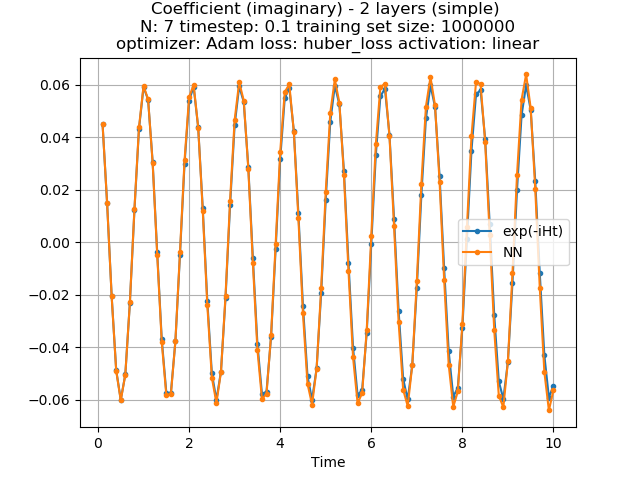 Coefficient (imaginary) - 2 layers (simple)
N: 7 timestep: 0.1 training set size: 1000000
optimizer: Adam loss: huber_loss activation: linear
0.06
0.04
0.02
0.00
−0.02
−0.04
−0.06
exp(-iHt)
NN
0 2 4 6 8 10
Time